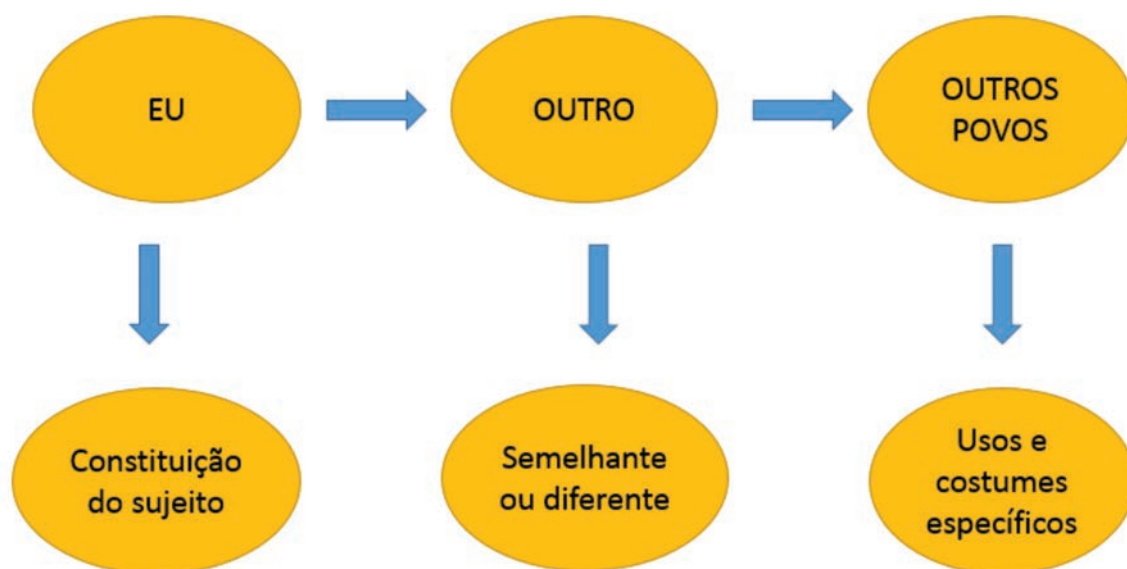 EU
OUTRO
OUTROS
POVOS
Constituição
do sujeito
Semelhante
ou diferente
Usos e
costumes
específicos